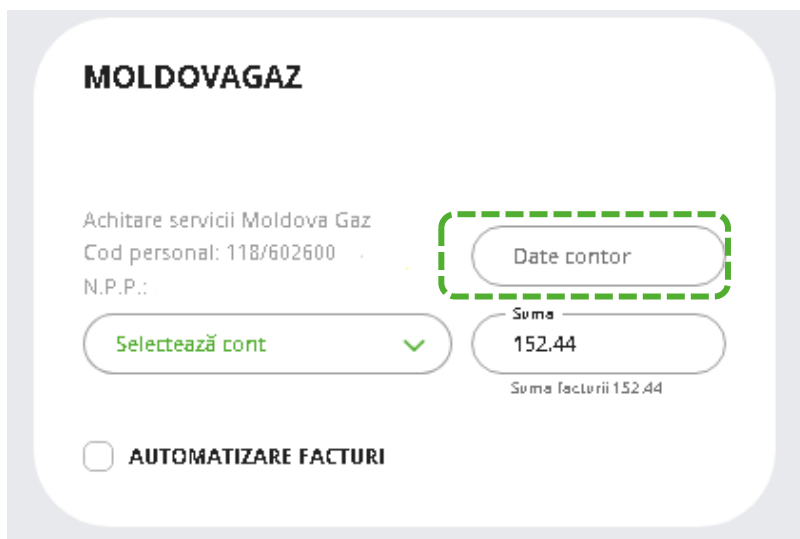 MOLDOVAGAZ
Achitare servicii Moldova Gaz
Cod personal: 118/602600
N.P.P.:
Date contor
Selectează cont
Suma
152.44
Suma facturii 152.44
AUTOMATIZARE FACTURI